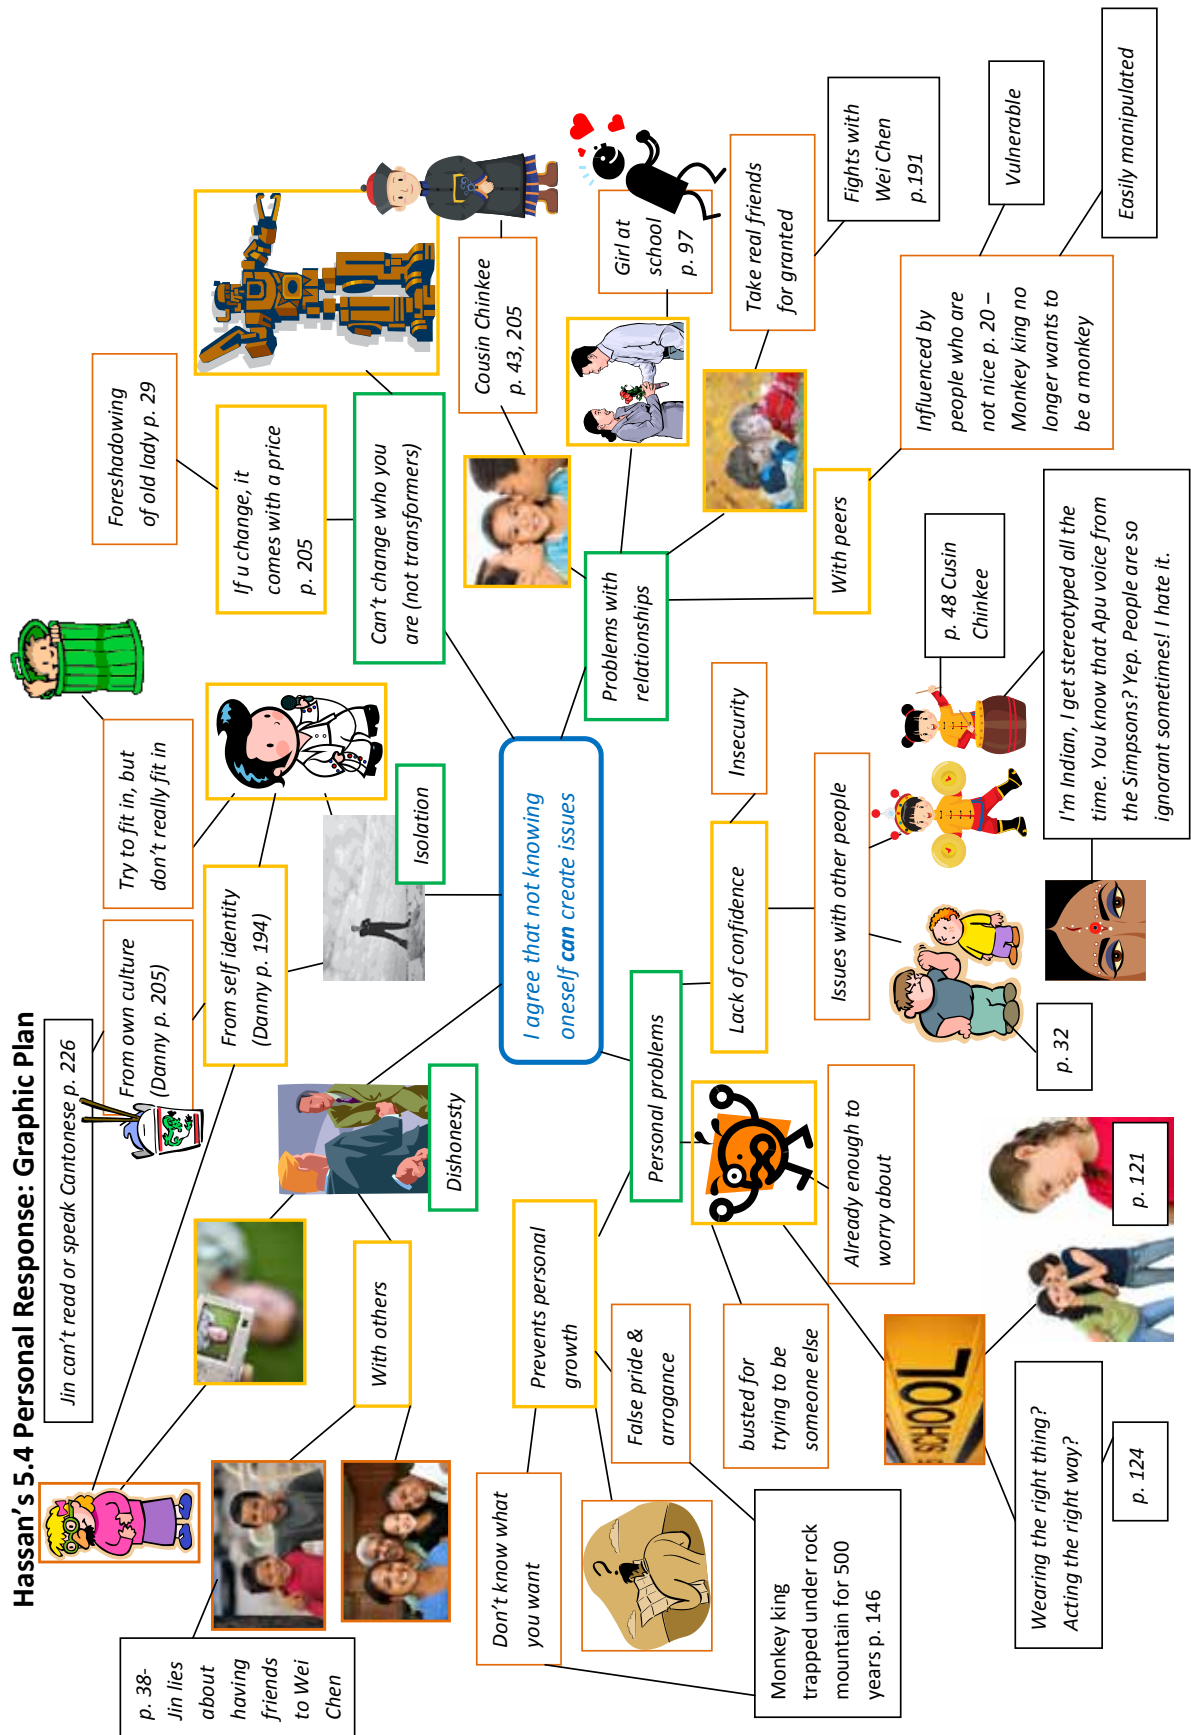 Hassan's 5.4 Personal Response: Graphic Plan
Jin can't read or speak Cantonese p. 226
From own culture
(Danny p. 205)
From self identity
(Danny p. 194)
Try to fit in, but
don't really fit in
Isolation
Foreshadowing
of old lady p. 29
If u change, it
comes with a price
p. 205
Can't change who you
are (not transformers)
p. 38-
Jin lies
about
having
friends
to Wei
Chen
With others
Dishonesty
I agree that not knowing
oneself can create issues
Problems with
relationships
Cousin Chinkee
p. 43, 205
Girl at
school
p. 97
Take real friends
for granted
Fights with
Wei Chen
p.191
With peers
Influenced by
people who are
not nice p. 20 –
Monkey king no
longer wants to
be a monkey
Vulnerable
Easily manipulated
Don't know what
you want
Prevents personal
growth
False pride &
arrogance
Monkey king
trapped under rock
mountain for 500
years p. 146
Personal problems
busted for
trying to be
someone else
Already enough to
worry about
SCHOOL
Wearing the right thing?
Acting the right way?
p. 124
p. 121
Lack of confidence
Insecurity
Issues with other people
p. 32
p. 48 Cusin
Chinkee
I'm Indian, I get stereotyped all the
time. You know that Apu voice from
the Simpsons? Yep. People are so
ignorant sometimes! I hate it.